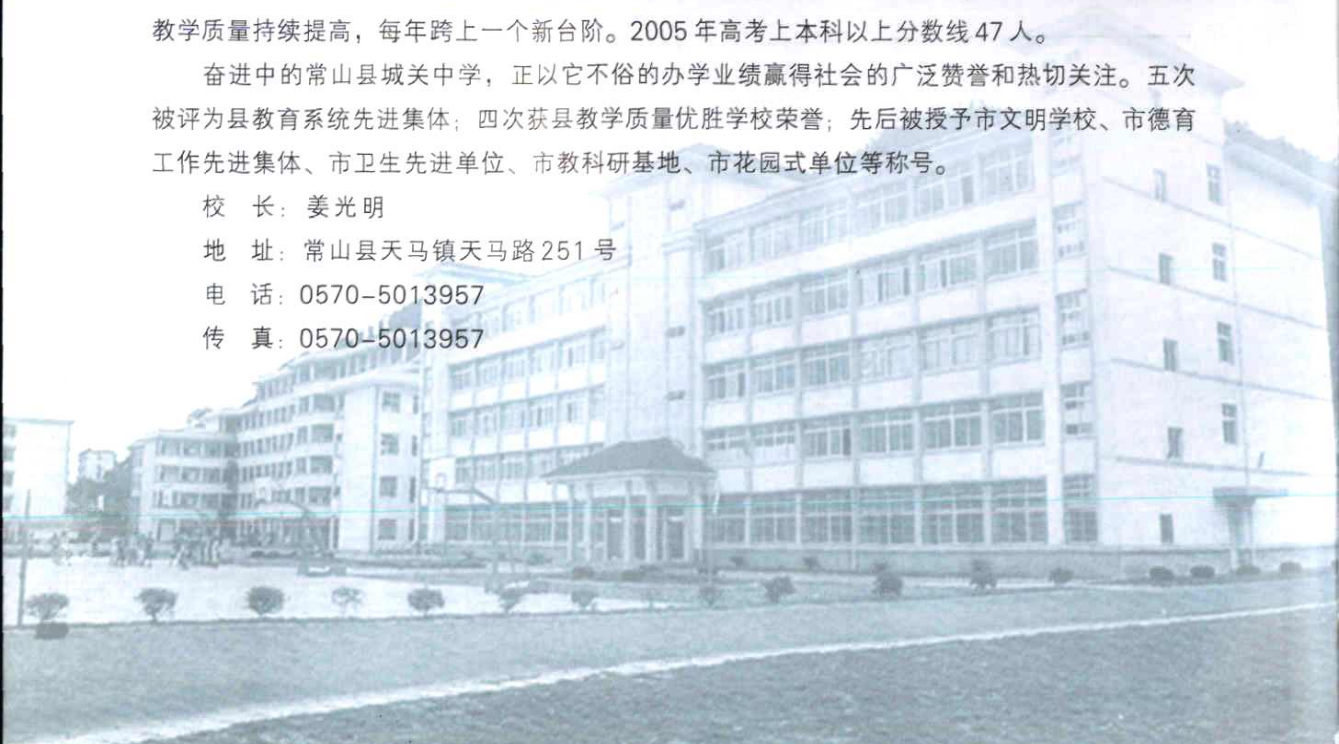 教学质量持续提高，每年跨上一个新台阶。2005年高考上本科以上分数线47人。
奋进中的常山县城关中学，正以它不俗的办学业绩赢得社会的广泛赞誉和热切关注。五次
被评为县教育系统先进集体；四次获县教学质量优胜学校荣誉；先后被授予市文明学校、市德育
工作先进集体、市卫生先进单位、市教科研基地、市花园式单位等称号。
校 长：姜光明
地 址：常山县天马镇天马路251号
电 话：0570-5013957
传 真：0570-5013957